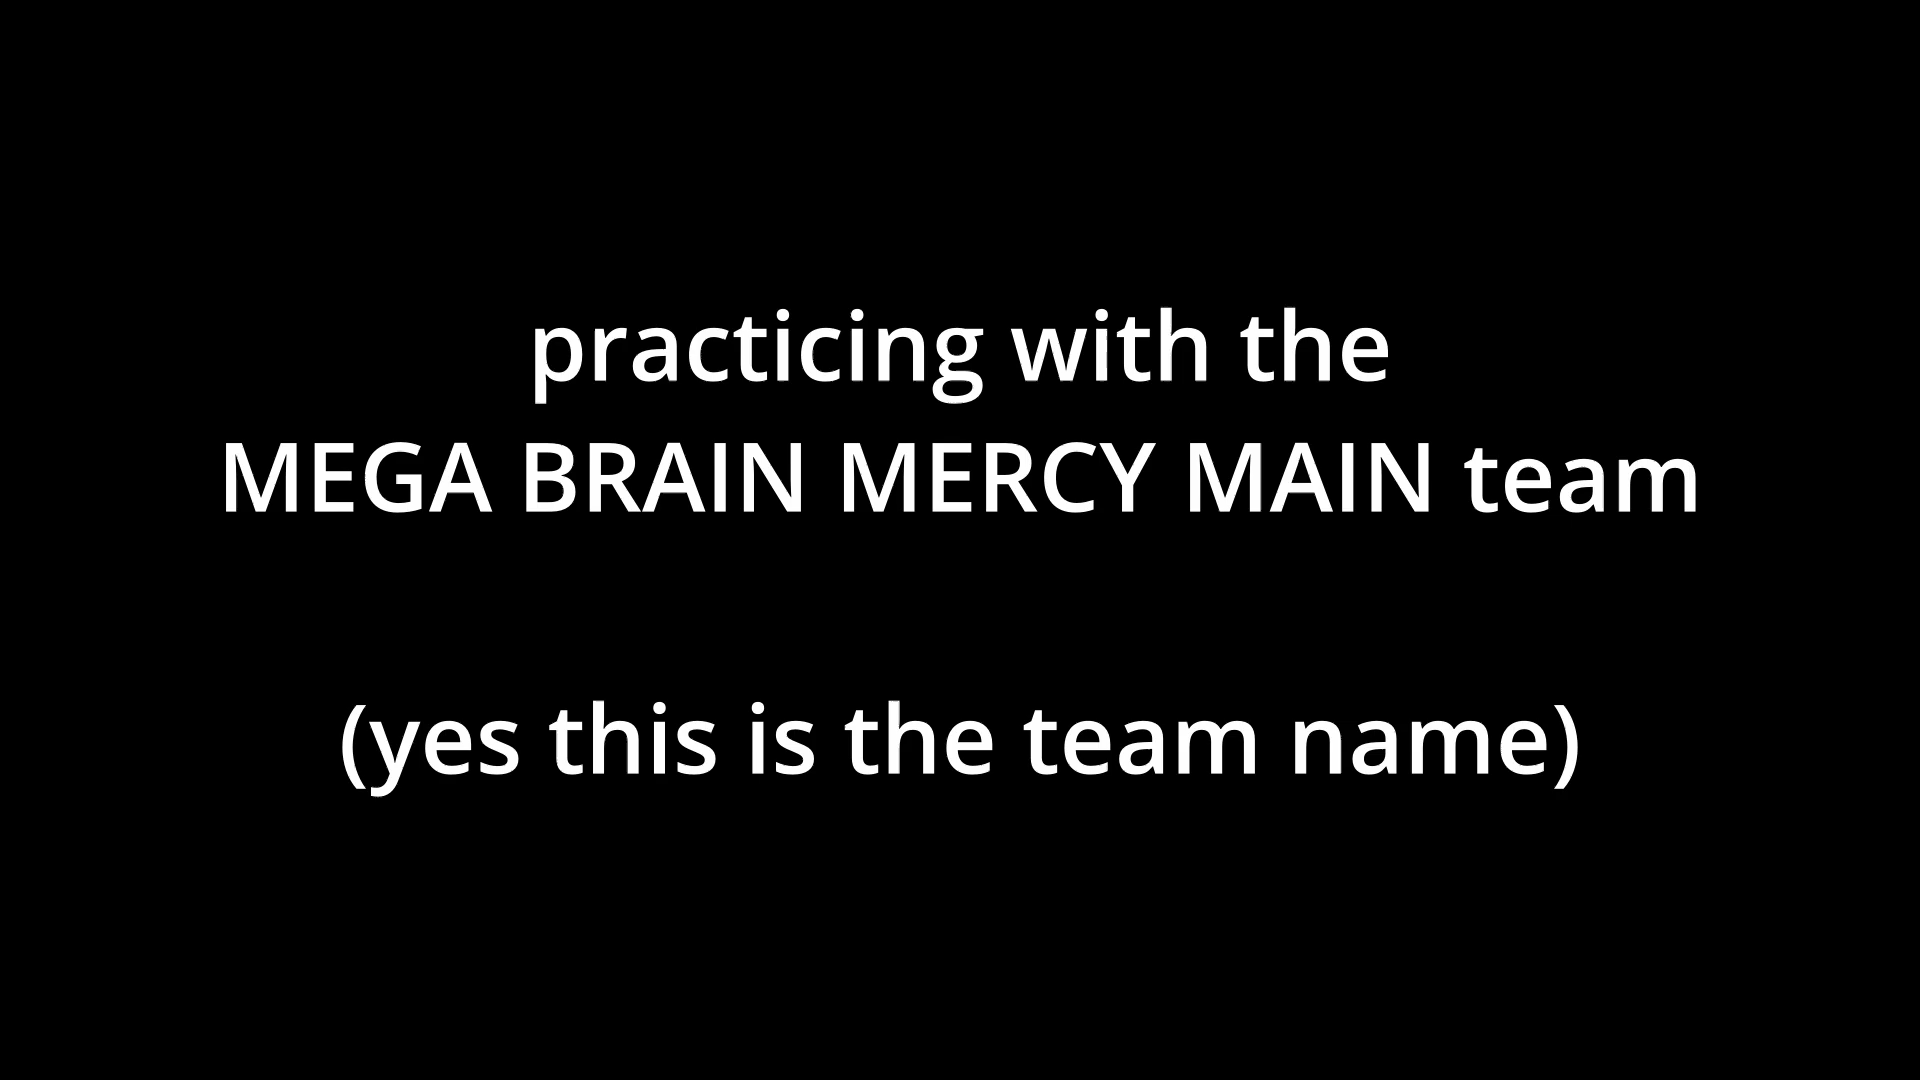 practicing with the
MEGA BRAIN MERCY MAIN team
(yes this is the team name)